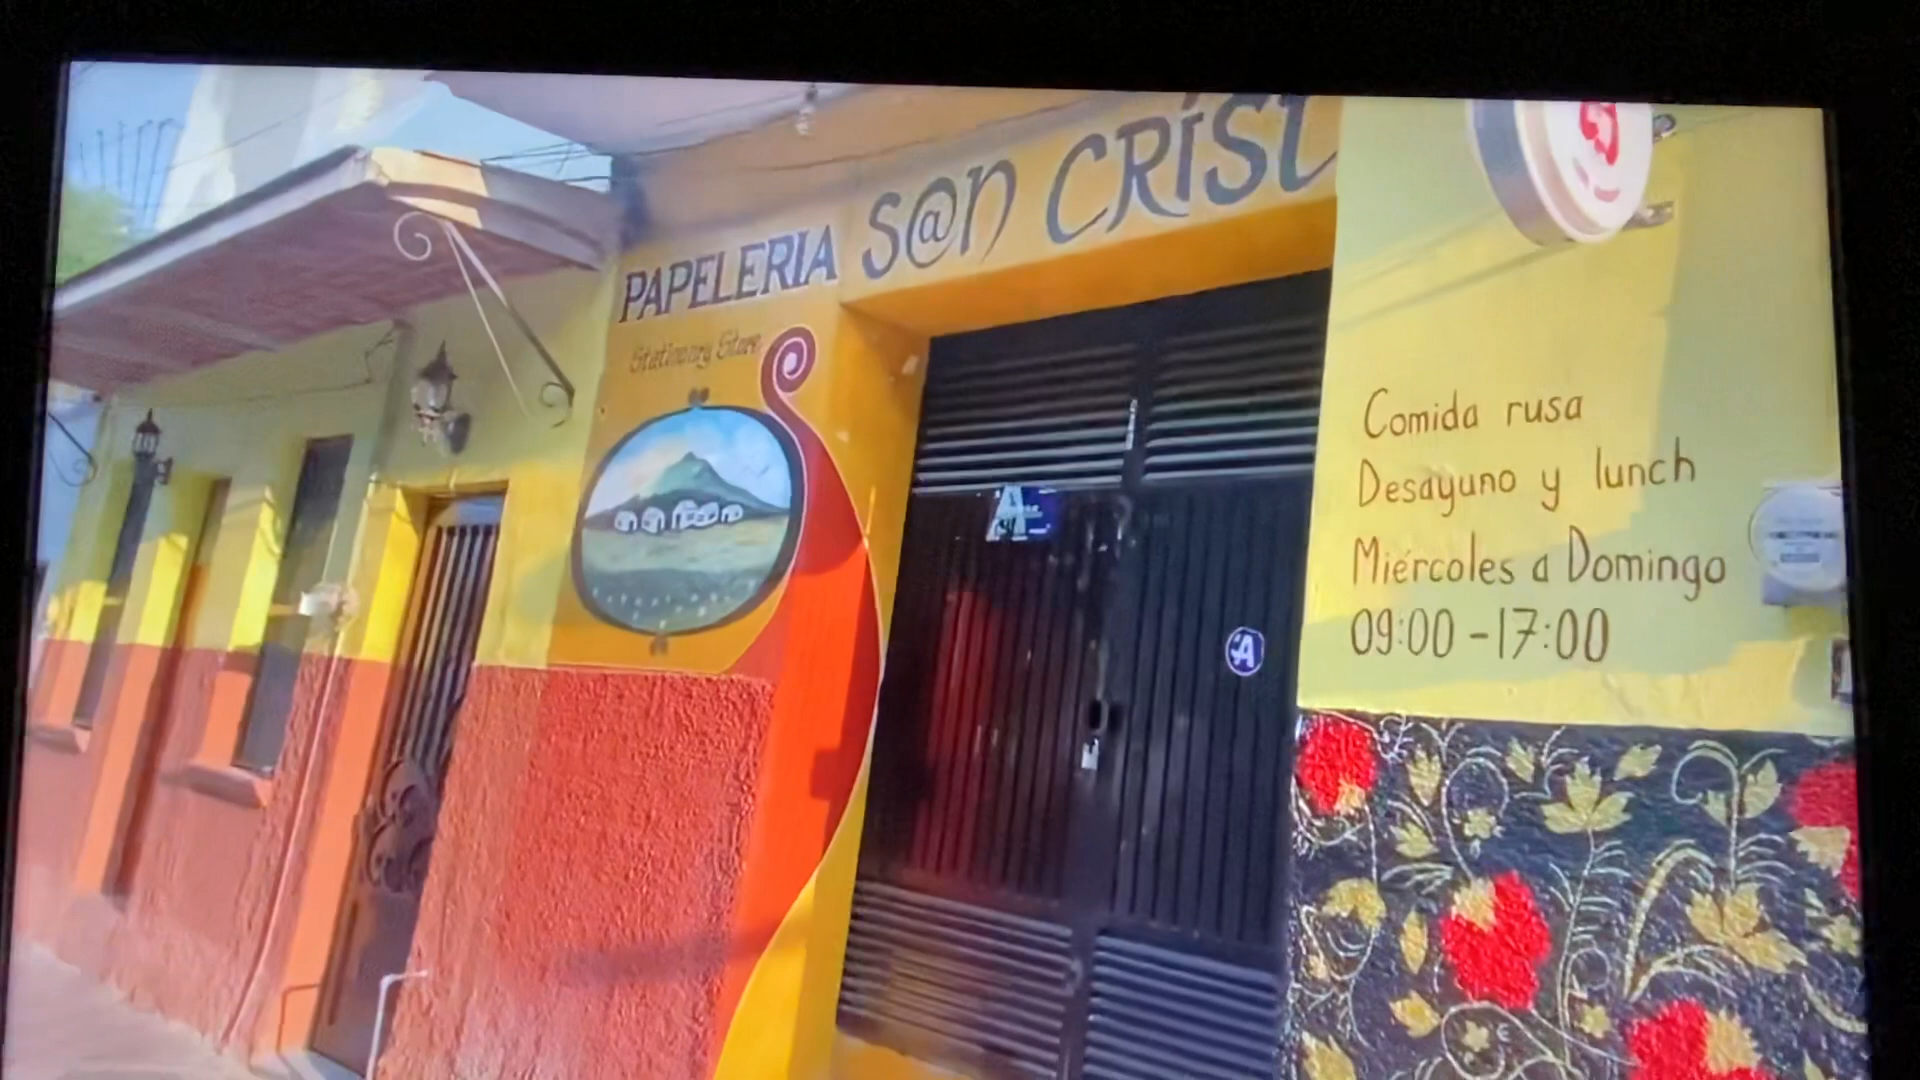 PAPELERIA S@N CRIST
Stationary Store
A
A
Comida rusa
Desayuno y lunch
Miércoles a Domingo
09:00 - 17:00